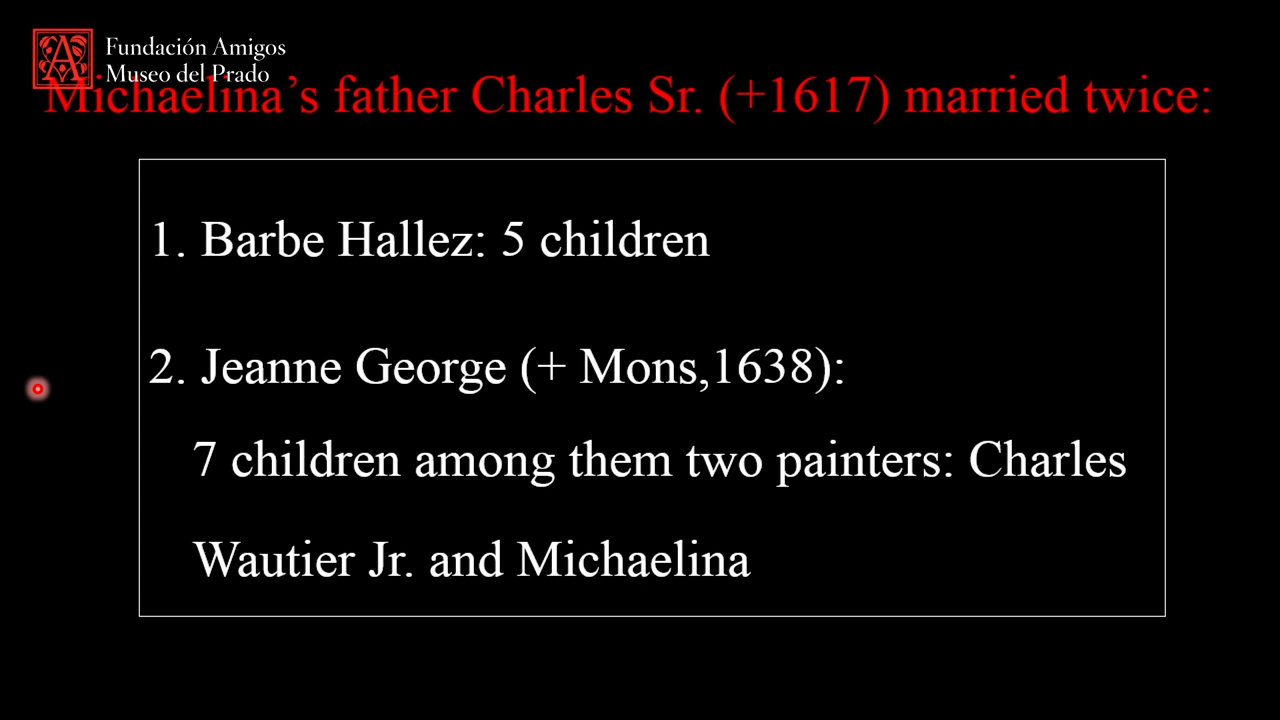 Fundación Amigos
Museo del Prado
Michaelina’s father Charles Sr. (+1617) married twice:
1. Barbe Hallez: 5 children
2. Jeanne George (+ Mons,1638):
7 children among them two painters: Charles
Wautier Jr. and Michaelina